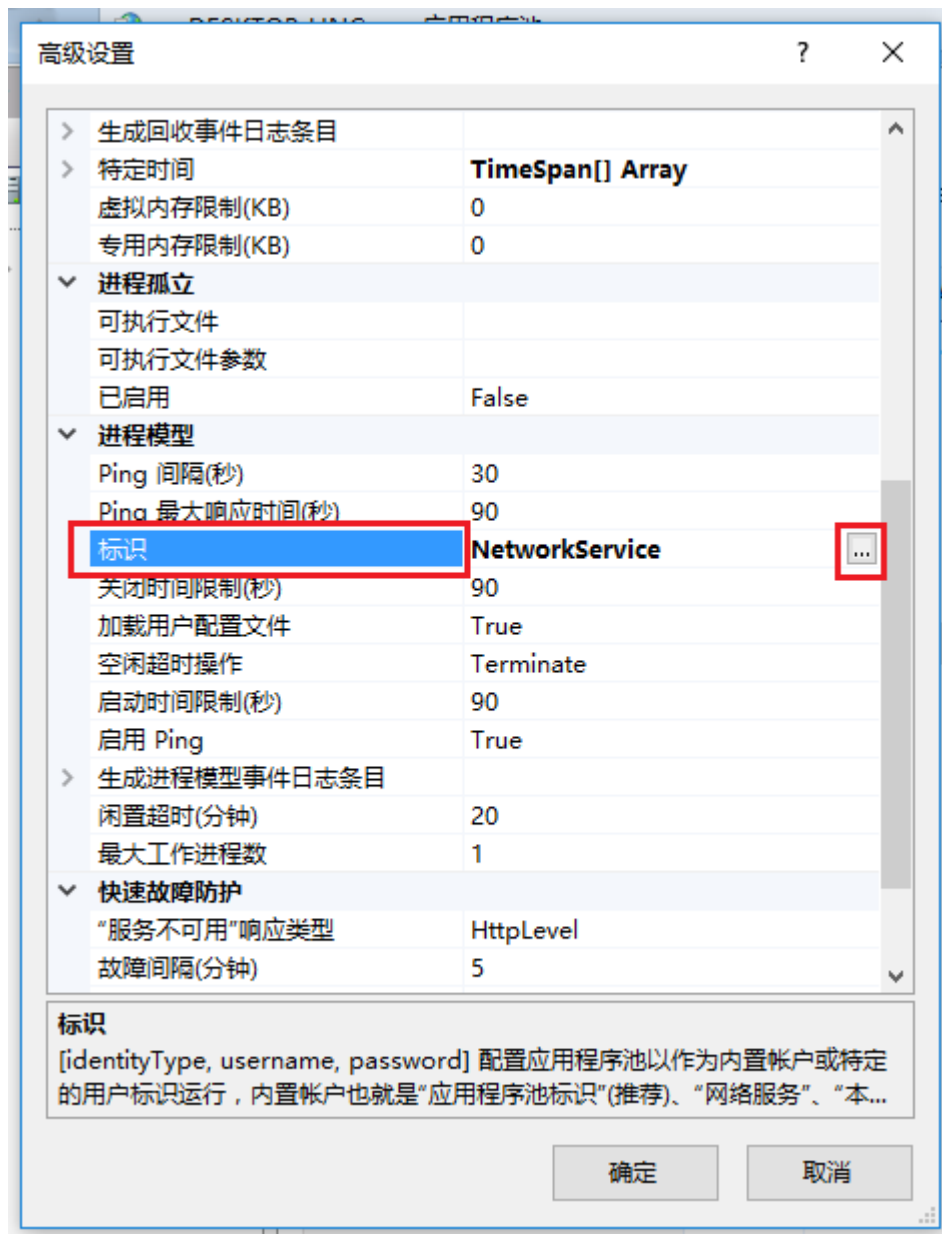 高级设置
?
生成回收事件日志条目
特定时间 TimeSpan[] Array
虚拟内存限制(KB) 0
专用内存限制(KB) 0
进程孤立
可执行文件
可执行文件参数
已启用 False
进程模型
Ping 间隔(秒) 30
Ping 最大响应时间(秒) 90
标识 NetworkService ...
关闭时间限制(秒) 90
加载用户配置文件 True
空闲超时操作 Terminate
启动时间限制(秒) 90
启用 Ping True
生成进程模型事件日志条目
闲置超时(分钟) 20
最大工作进程数 1
快速故障防护
“服务不可用”响应类型 HttpLevel
故障间隔(分钟) 5
标识
[identityType, username, password] 配置应用程序池以作为内置帐户或特定
的用户标识运行，内置帐户也就是“应用程序池标识”(推荐)、“网络服务”、“本...
确定 取消